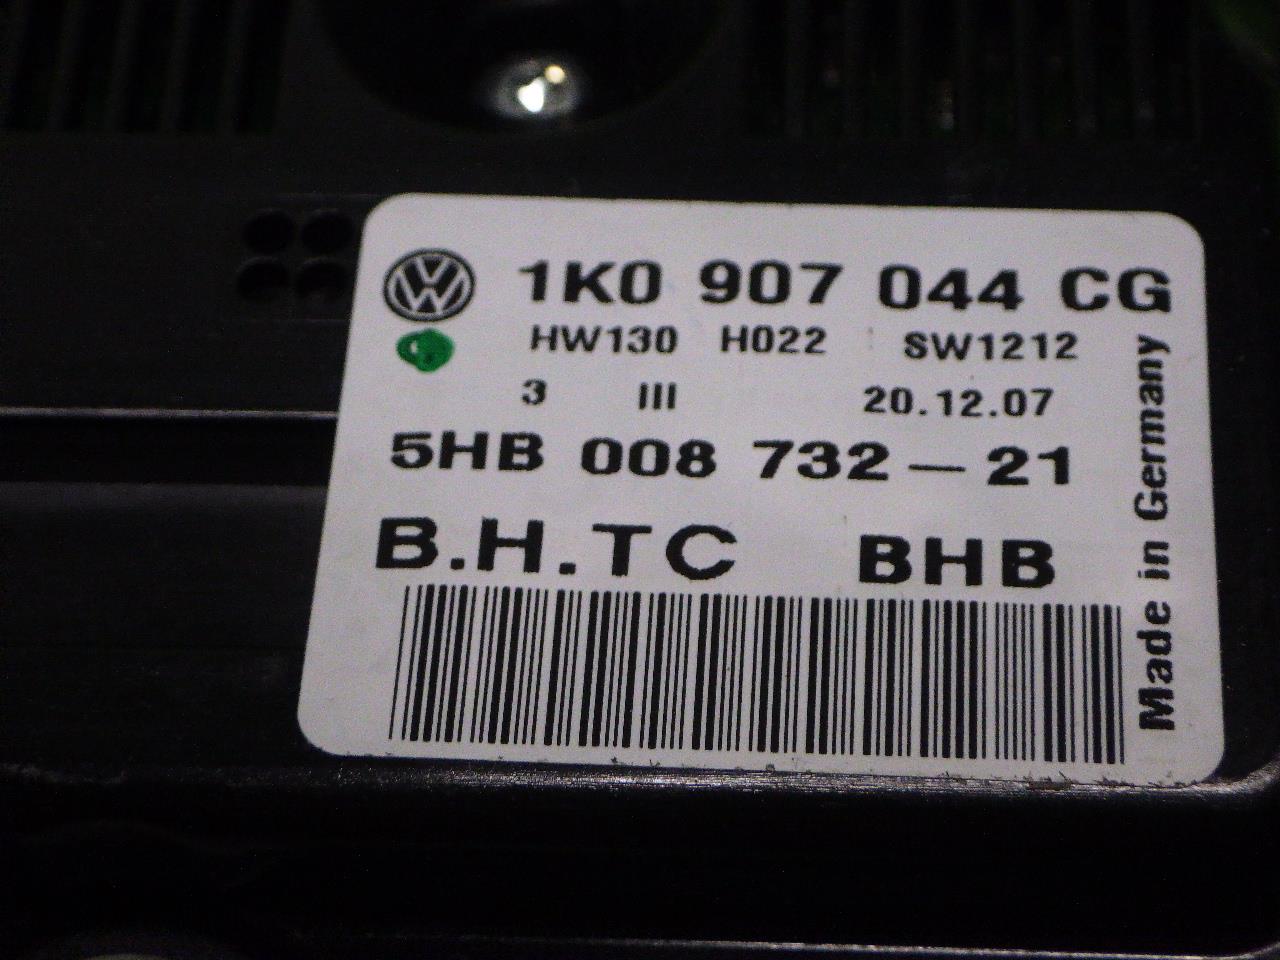 1K0 907 044 CG
HW130 H022 SW1212
3 III 20.12.07
5HB 008 732-21
B.H.TC BHB
Made in Germany